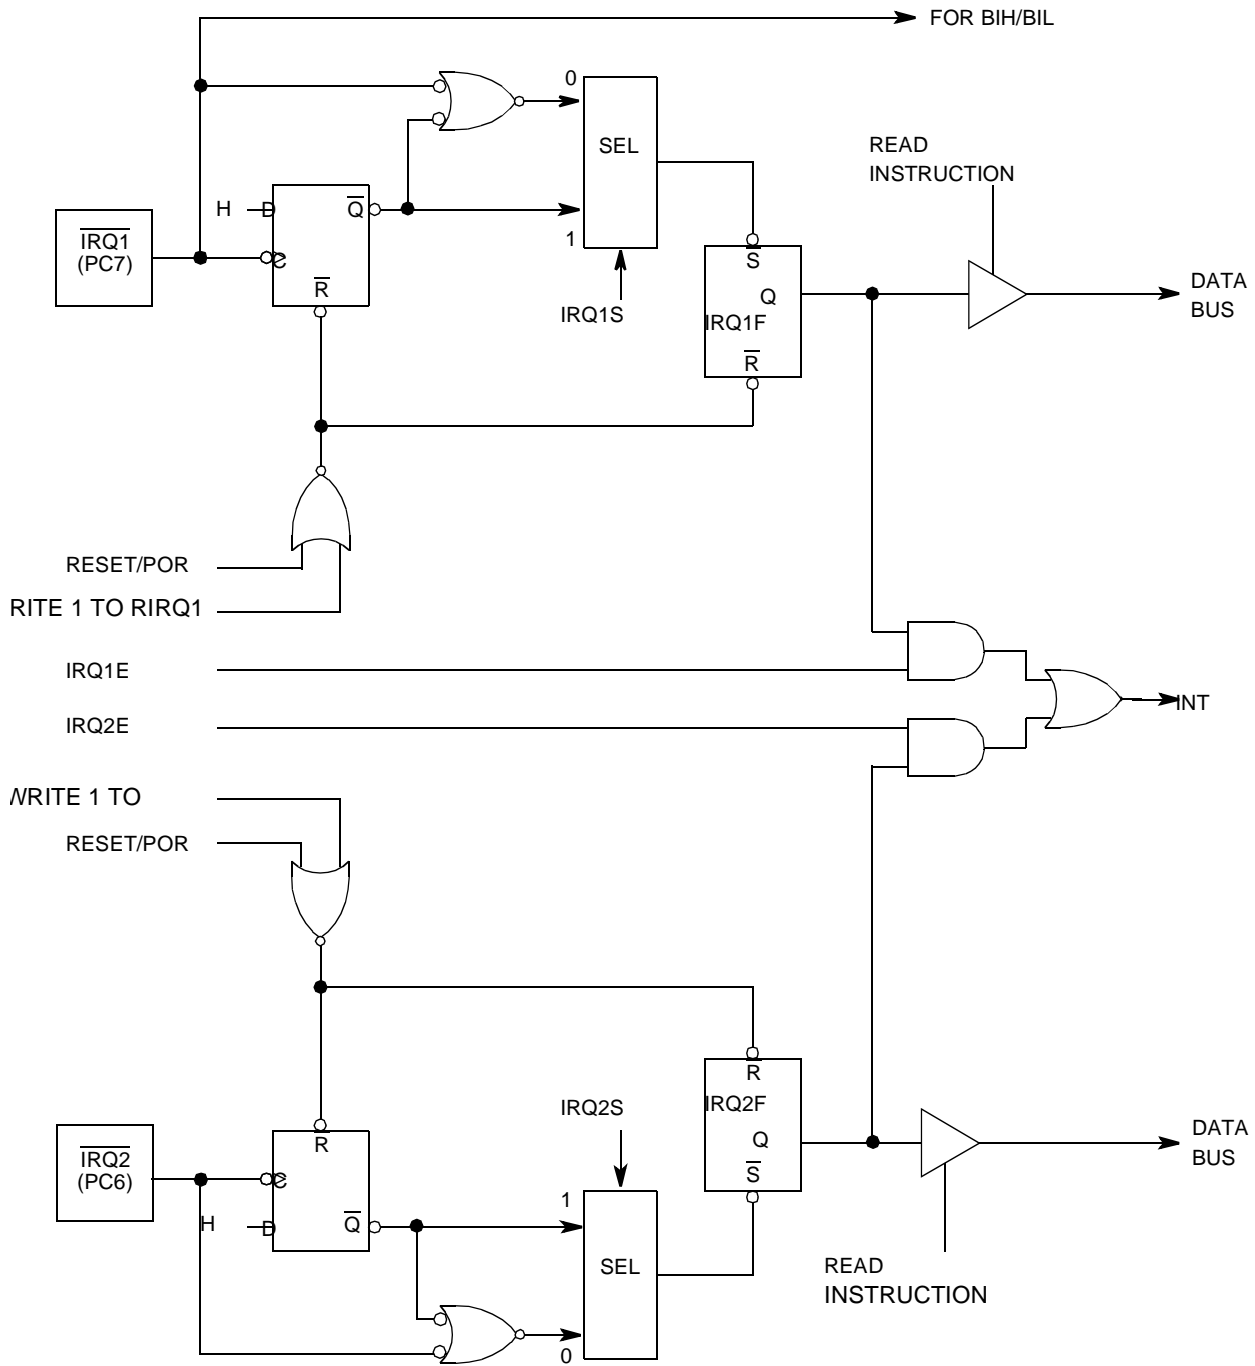 FOR BIH/BIL
0
SEL
READ
INSTRUCTION
H
D
Q
IRQ1
(PC7)
C
R
1
IRQ1S
S
Q
IRQ1F
R
DATA
BUS
RESET/POR
RITE 1 TO RIRQ1
IRQ1E
IRQ2E
INT
WRITE 1 TO
RESET/POR
R
IRQ2F
Q
S
IRQ2S
DATA
BUS
IRQ2
(PC6)
R
C
H
D
Q
1
SEL
0
READ
INSTRUCTION